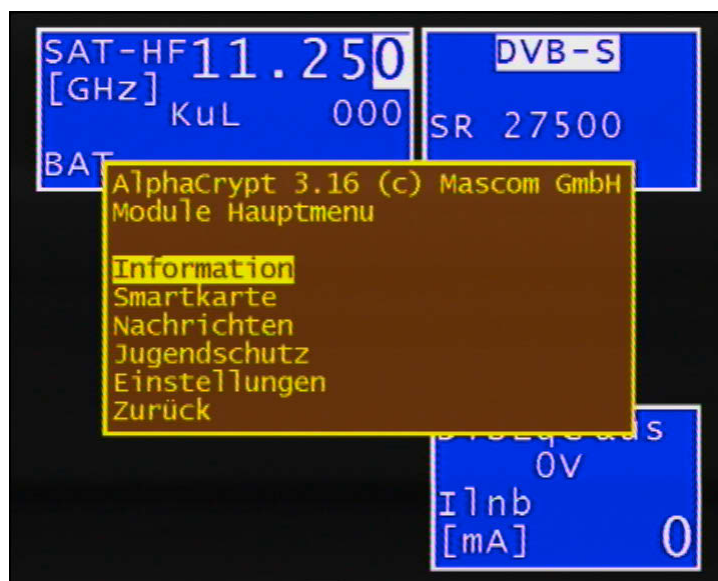 SAT-HF 11.250
[GHz]
KuL 000
BAT
DVB-S
SR 27500
AlphaCrypt 3.16 (c) Mascom GmbH
Module Hauptmenu
Information
Smartkarte
Nachrichten
Jugendschutz
Einstellungen
Zurück
0V
Ilnb
[mA] 0